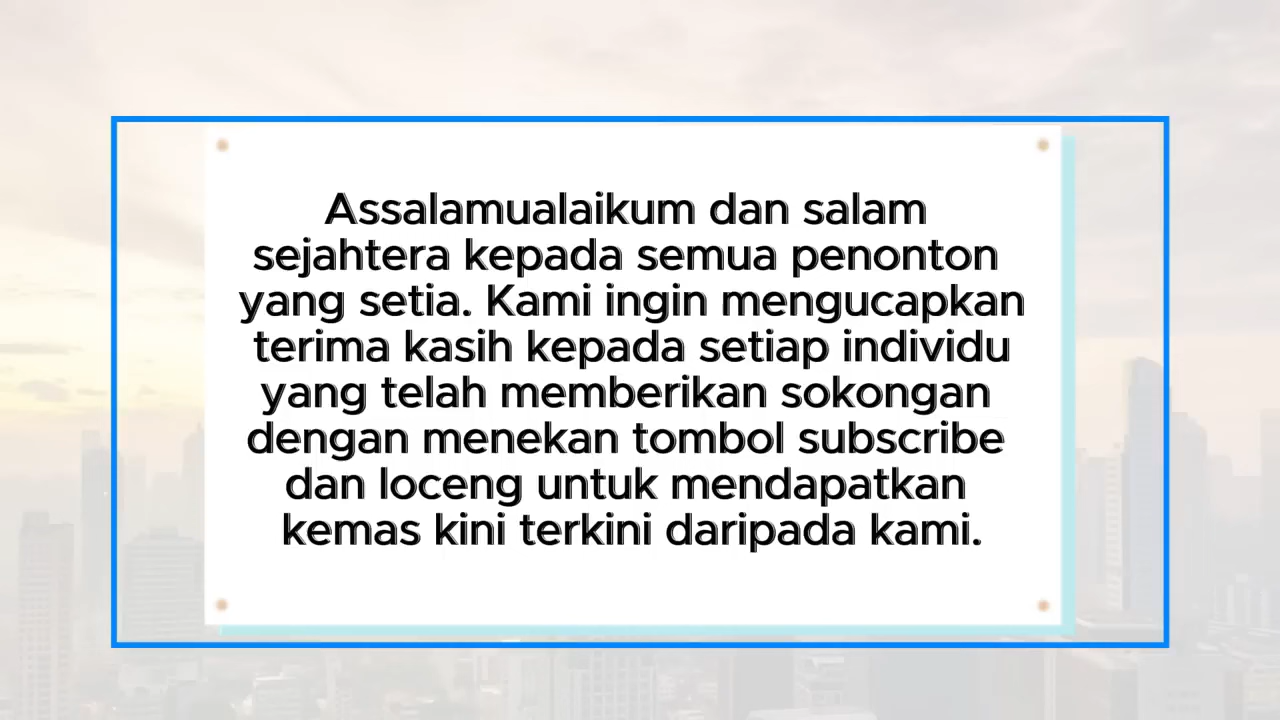 Assalamualaikum dan salam
sejahtera kepada semua penonton
yang setia. Kami ingin mengucapkan
terima kasih kepada setiap individu
yang telah memberikan sokongan
dengan menekan tombol subscribe
dan loceng untuk mendapatkan
kemas kini terkini daripada kami.